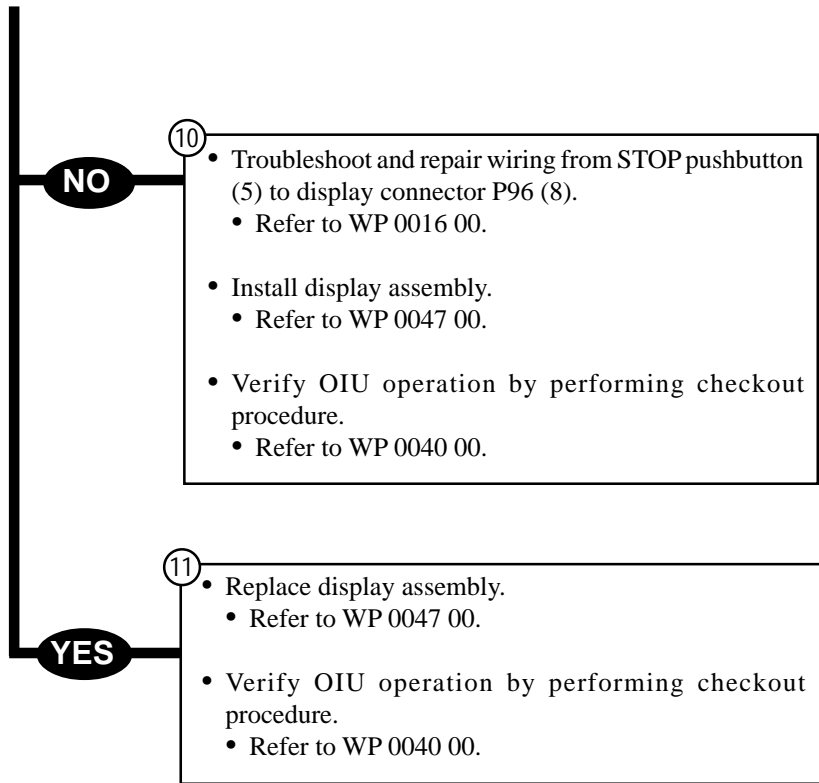 10
NO
• Troubleshoot and repair wiring from STOP pushbutton
(5) to display connector P96 (8).
• Refer to WP 0016 00.
• Install display assembly.
• Refer to WP 0047 00.
• Verify OIU operation by performing checkout
procedure.
• Refer to WP 0040 00.
11
YES
• Replace display assembly.
• Refer to WP 0047 00.
• Verify OIU operation by performing checkout
procedure.
• Refer to WP 0040 00.